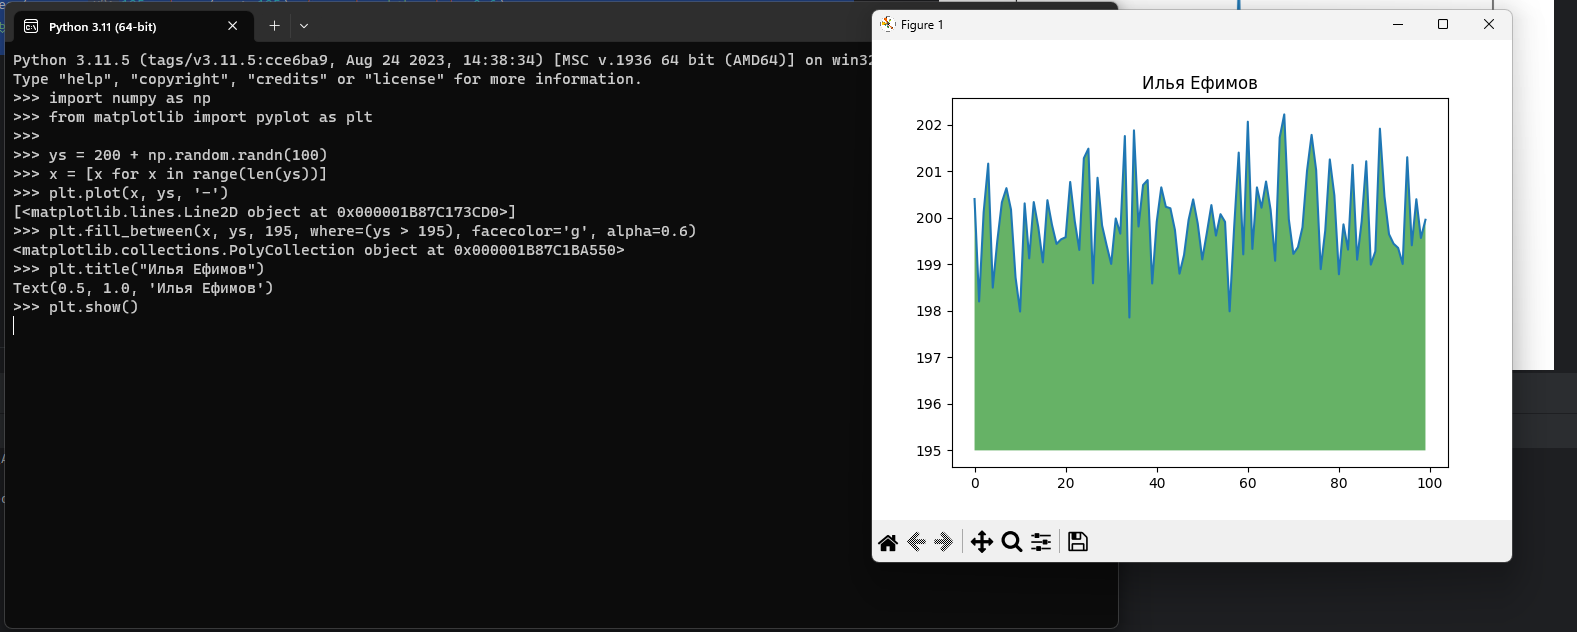 Python 3.11 (64-bit)
Python 3.11.5 (tags/v3.11.5:cce6ba9, Aug 24 2023, 14:38:34) [MSC v.1936 64 bit (AMD64)] on win32
Type "help", "copyright", "credits" or "license" for more information.
>>> import numpy as np
>>> from matplotlib import pyplot as plt
>>>
>>> ys = 200 + np.random.randn(100)
>>> x = [x for x in range(len(ys))]
>>> plt.plot(x, ys, '-')
[<matplotlib.lines.Line2D object at 0x000001B87C173CD0>]
>>> plt.fill_between(x, ys, 195, where=(ys > 195), facecolor='g', alpha=0.6)
<matplotlib.collections.PolyCollection object at 0x000001B87C1BA550>
>>> plt.title("Илья Ефимов")
Text(0.5, 1.0, 'Илья Ефимов')
>>> plt.show()
Figure 1
Илья Ефимов
202
201
200
199
198
197
196
195
0 20 40 60 80 100